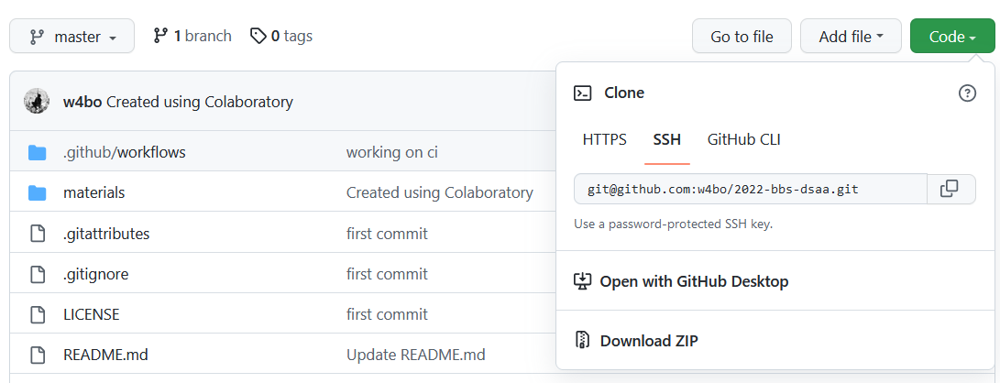 master 1 branch 0 tags Go to file Add file Code
w4bo Created using Colaboratory
Clone
HTTPS SSH GitHub CLI
.github/workflows working on ci
materials Created using Colaboratory
git@github.com:w4bo/2022-bbs-dsaa.git
Use a password-protected SSH key.
.gitattributes first commit
.gitignore first commit
Open with GitHub Desktop
LICENSE first commit
Download ZIP
README.md Update README.md